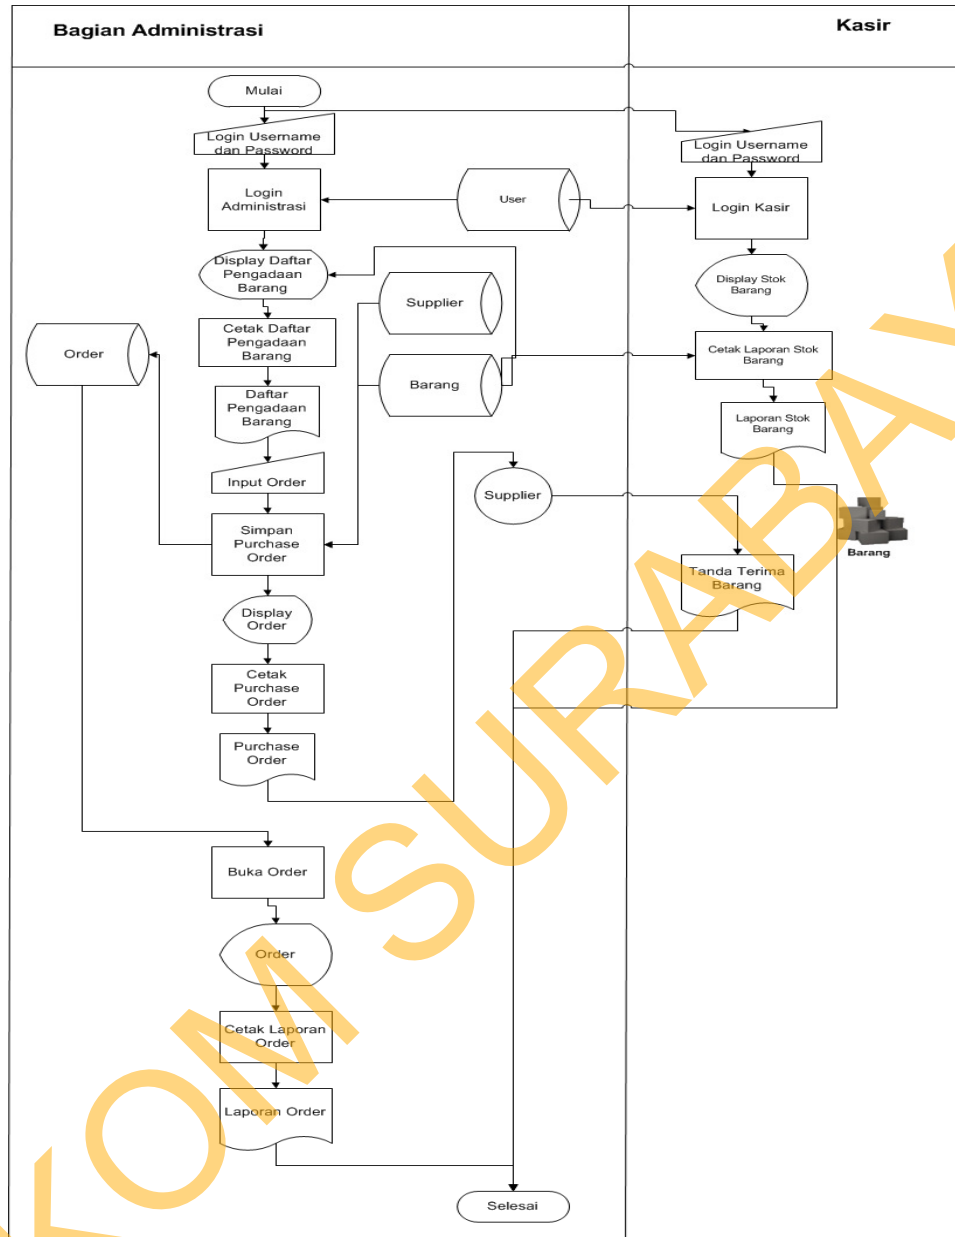 Bagian Administrasi
Kasir
Mulai
Login Username
dan Password
Login Username
dan Password
Login
Administrasi
User
Login Kasir
Display Daftar
Pengadaan
Barang
Supplier
Display Stok
Barang
Cetak Daftar
Pengadaan
Barang
Order
Barang
Cetak Laporan Stok
Barang
Daftar
Pengadaan
Barang
Laporan Stok
Barang
Input Order
Supplier
Simpan
Purchase
Order
Barang
Tanda Terima
Barang
Display
Order
Cetak
Purchase
Order
Purchase
Order
Buka Order
Order
Cetak Laporan
Order
Laporan Order
Selesai
KOM SURABAY